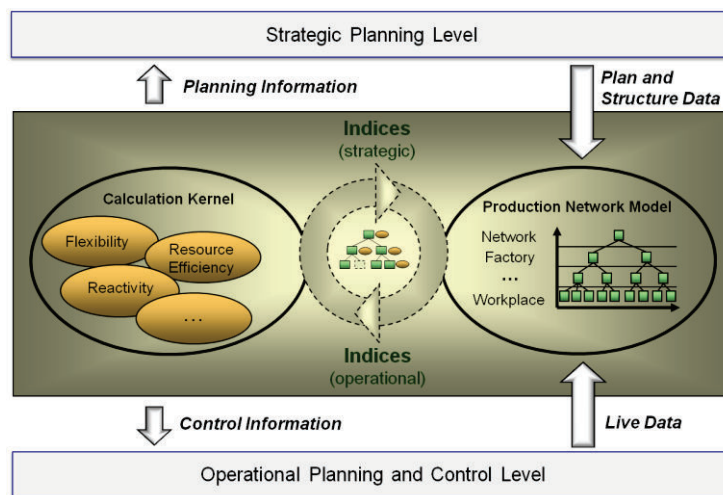 Strategic Planning Level
Planning Information
Plan and
Structure Data
Indices
(strategic)
Calculation Kernel
Flexibility
Resource
Efficiency
Reactivity
...
Production Network Model
Network
Factory
...
Workplace
Indices
(operational)
Control Information
Live Data
Operational Planning and Control Level